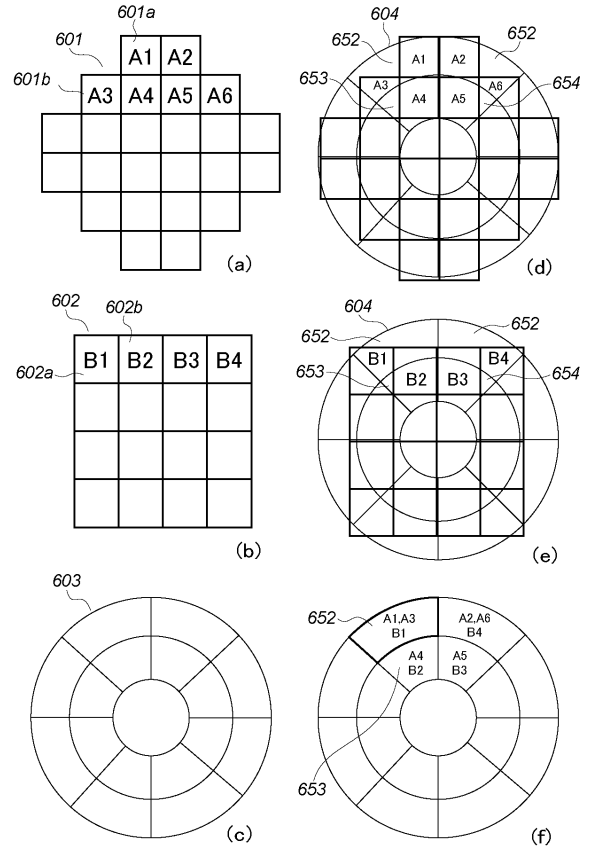 601a
601
A1 A2
601b
A3 A4 A5 A6
(a)
604
652
652
653
654
A1 A2
A3 A6
A4 A5
(d)
602
602b
602a
B1 B2 B3 B4
(b)
604
652
652
653
654
B1 B4
B2 B3
(e)
603
(c)
652
A1,A3
B1
A2,A6
B4
A4
B2
A5
B3
653
(f)